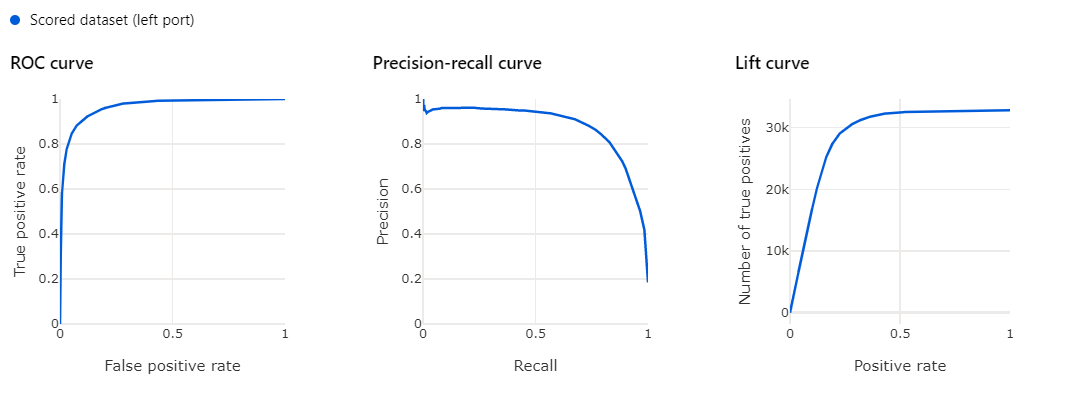 Scored dataset (left port)
ROC curve
True positive rate
1
0.8
0.6
0.4
0.2
0
0 0.5 1
False positive rate
Precision-recall curve
Precision
1
0.8
0.6
0.4
0.2
0
0 0.5 1
Recall
Lift curve
Number of true positives
30k
20k
10k
0
0 0.5 1
Positive rate